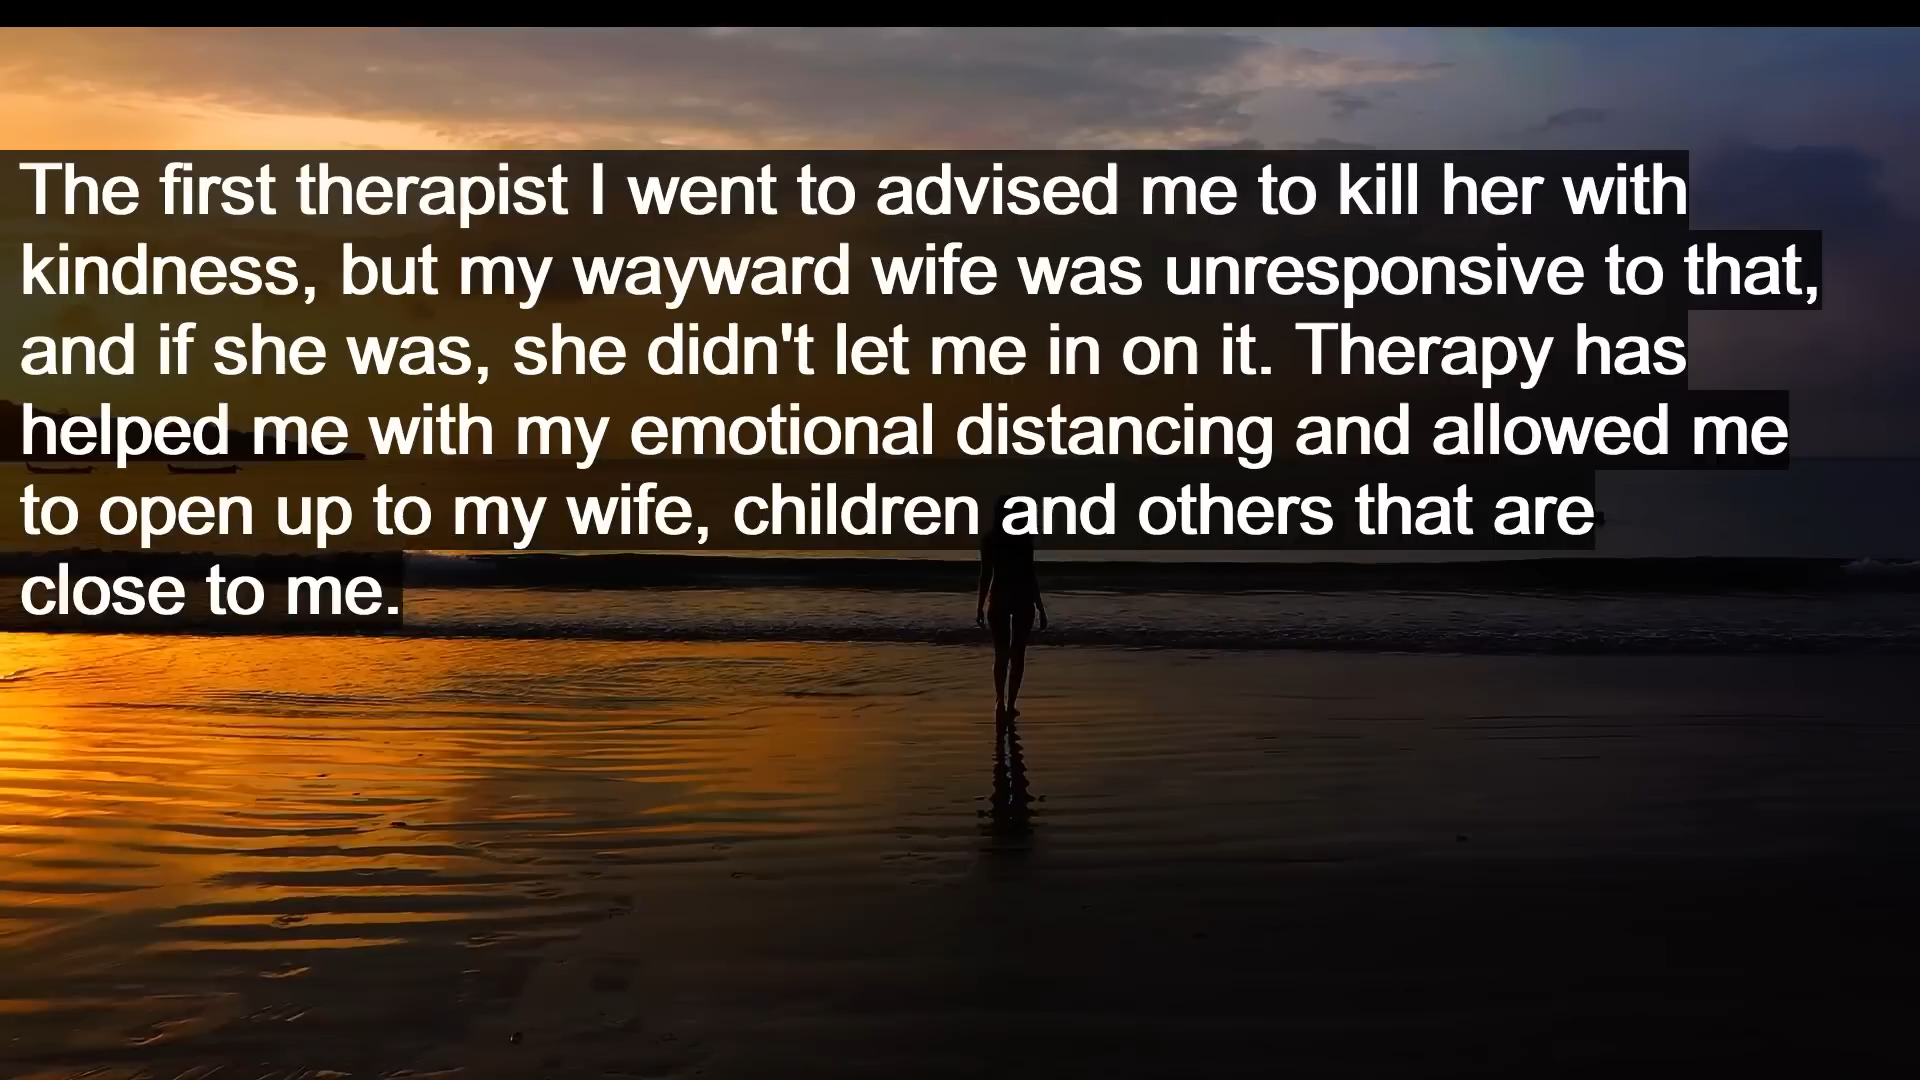 The first therapist I went to advised me to kill her with
kindness, but my wayward wife was unresponsive to that,
and if she was, she didn't let me in on it. Therapy has
helped me with my emotional distancing and allowed me
to open up to my wife, children and others that are
close to me.